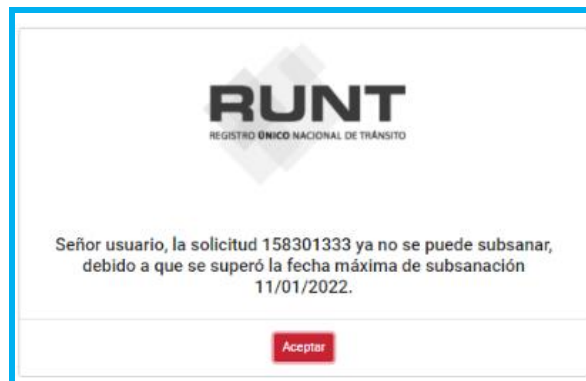 RUNT
REGISTRO ÚNICO NACIONAL DE TRÁNSITO
Señor usuario, la solicitud 158301333 ya no se puede subsanar,
debido a que se superó la fecha máxima de subsanación
11/01/2022.
Aceptar